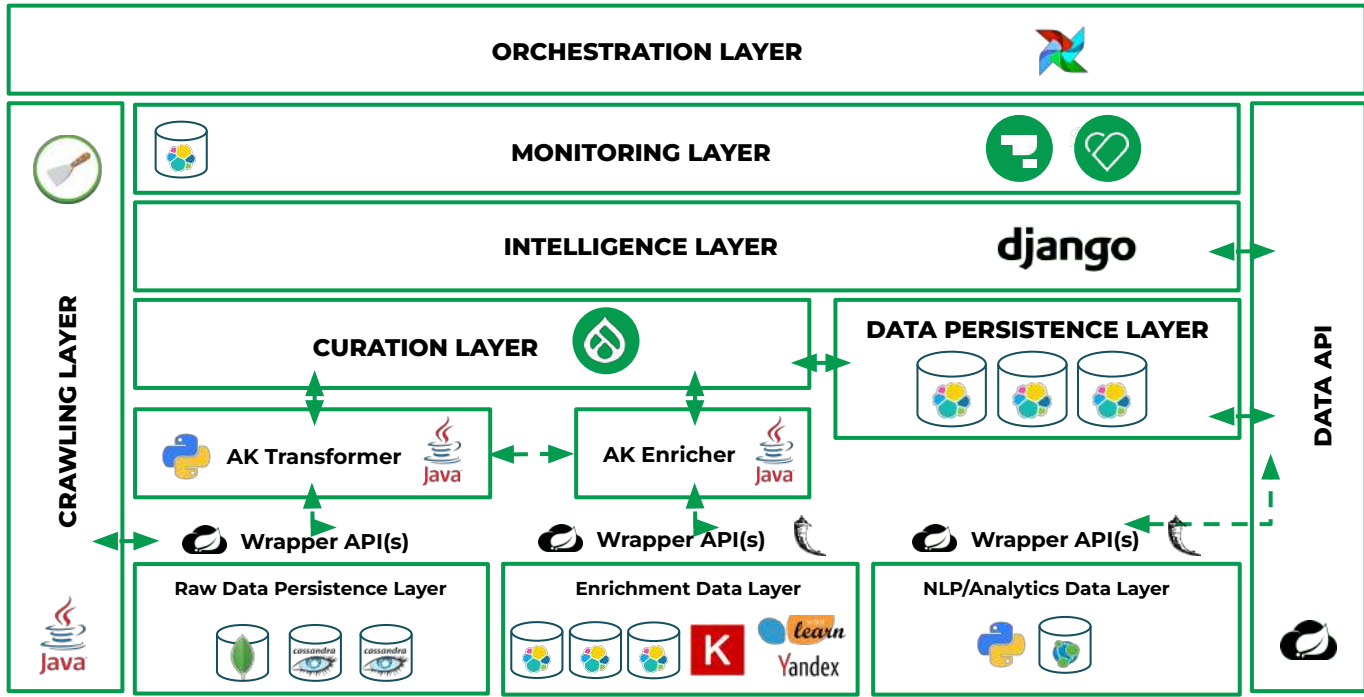 ORCHESTRATION LAYER
MONITORING LAYER
INTELLIGENCE LAYER
django
CRAWLING LAYER
CURATION LAYER
DATA PERSISTENCE LAYER
DATA API
AK Transformer
Java
AK Enricher
Java
Wrapper API(s)
Wrapper API(s)
Wrapper API(s)
Raw Data Persistence Layer
Enrichment Data Layer
NLP/Analytics Data Layer
Java
cassandra
cassandra
K
learn
Yandex